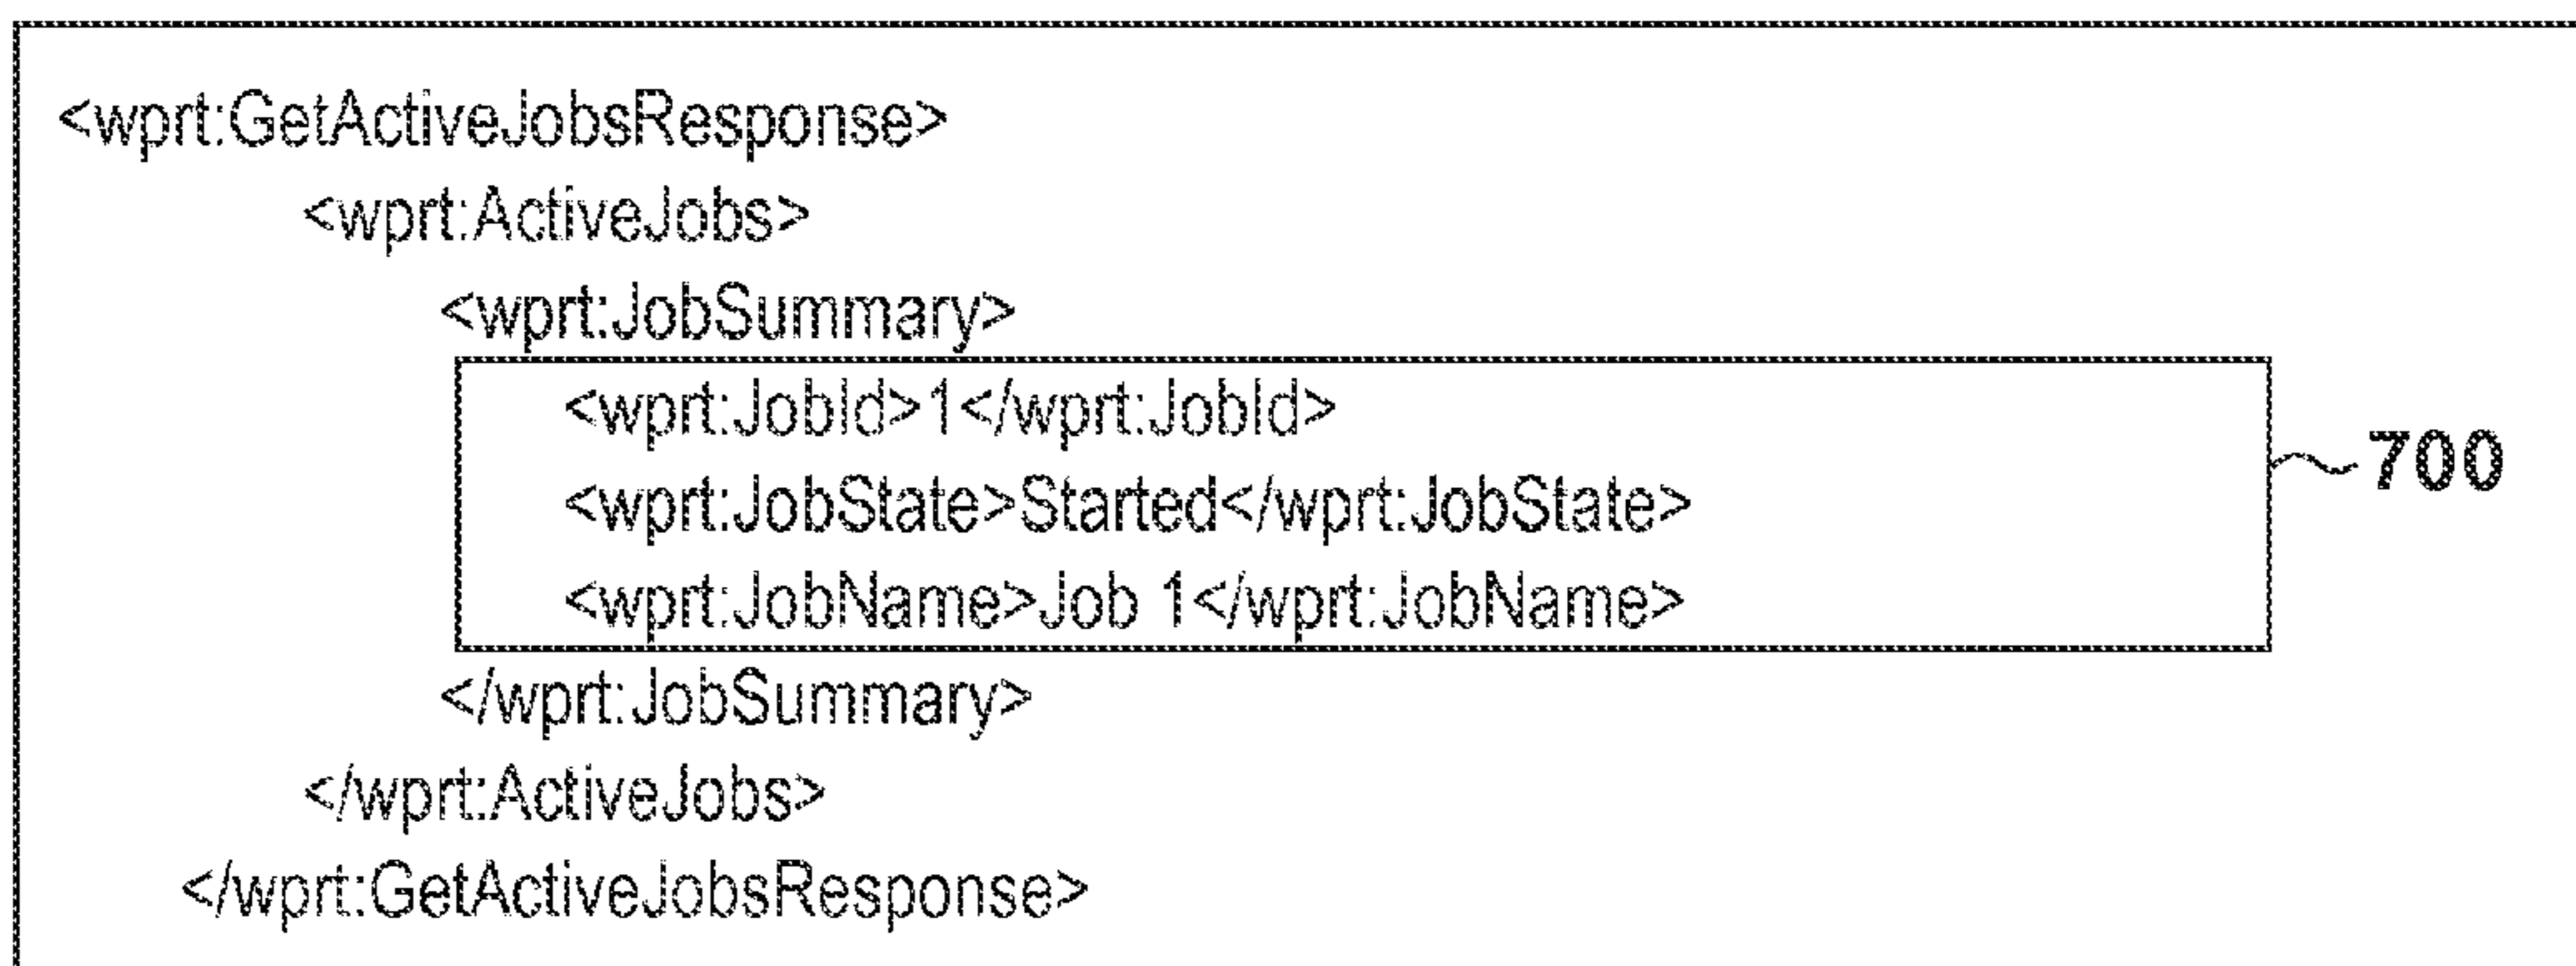 <wprt:GetActiveJobsResponse>
<wprt:ActiveJobs>
<wprt:JobSummary>
<wprt:JobId>1</wprt:JobId>
<wprt:JobState>Started</wprt:JobState>
<wprt:JobName>Job 1</wprt:JobName>
700
</wprt:JobSummary>
</wprt:ActiveJobs>
</wprt:GetActiveJobsResponse>